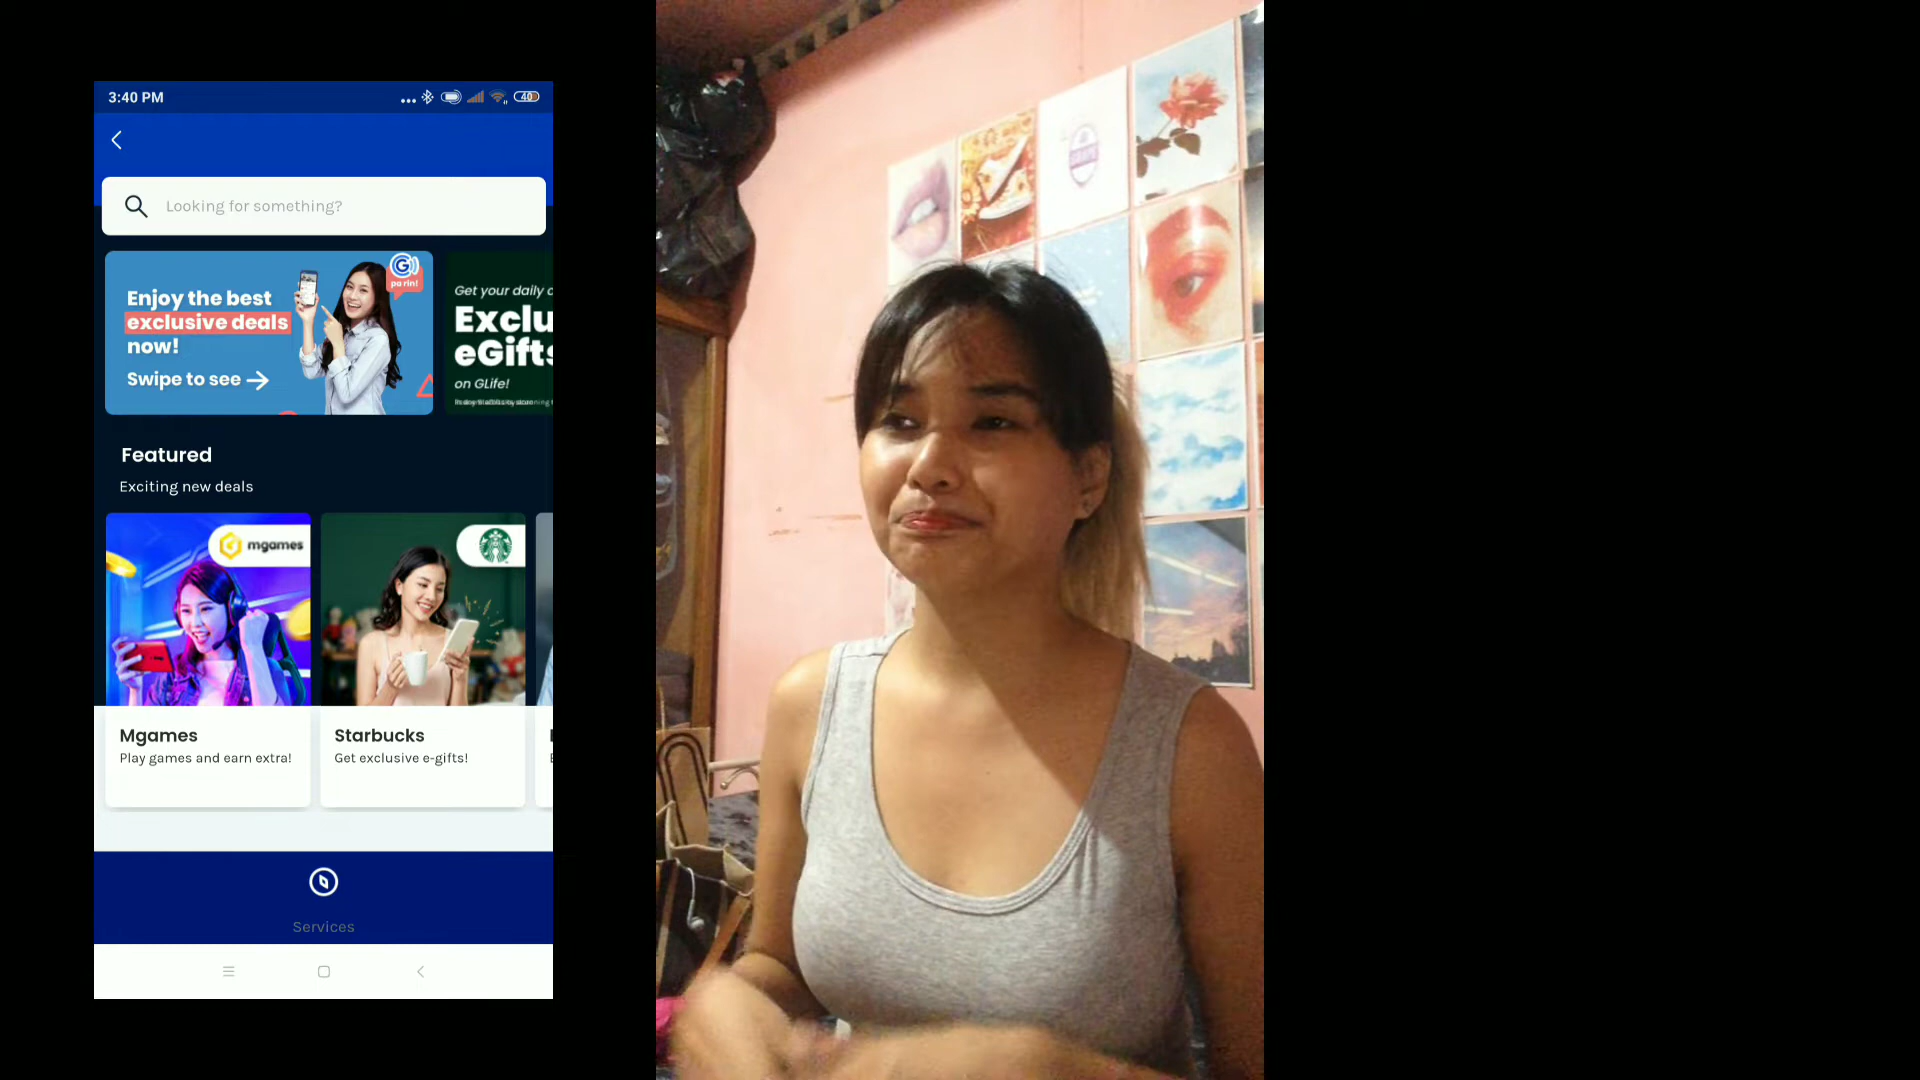 3:40 PM
40
Looking for something?
Enjoy the best
exclusive deals
now!
Swipe to see
G
pa rin!
Get your daily
Exclu
eGifts
on GLife!
Featured
Exciting new deals
mgames
Mgames
Play games and earn extra!
Starbucks
Get exclusive e-gifts!
Services